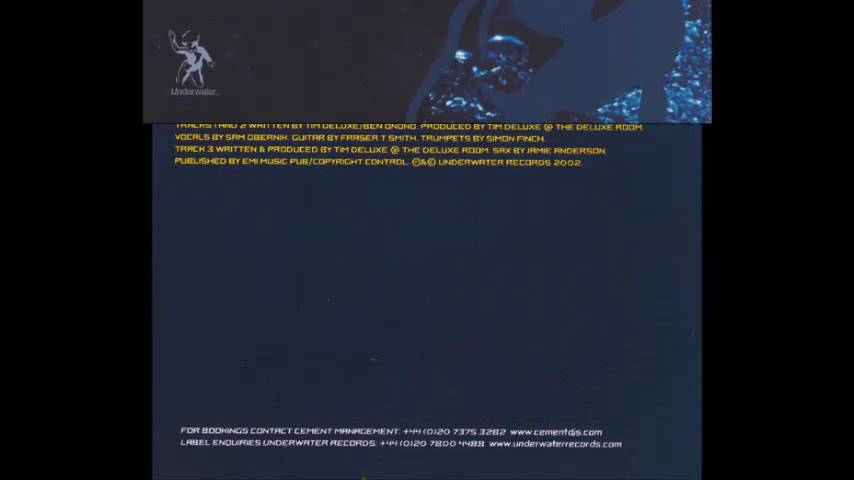 Underwater
TRACKS 1 AND 2 WRITTEN BY TIM DELUXE/BEN ONONO. PRODUCED BY TIM DELUXE @ THE DELUXE ROOM.
VOCALS BY SAM OBERNIK. GUITAR BY FRASER T SMITH. TRUMPETS BY SIMON FINCH.
TRACK 3 WRITTEN & PRODUCED BY TIM DELUXE @ THE DELUXE ROOM. SAX BY JAMIE ANDERSON.
PUBLISHED BY EMI MUSIC PUB/COPYRIGHT CONTROL. ℗&© UNDERWATER RECORDS 2002.
FOR BOOKINGS CONTACT CEMENT MANAGEMENT: +44 (0)20 7375 3282 www.cementdjs.com
LABEL ENQUIRIES UNDERWATER RECORDS: +44 (0)20 7800 4488 www.underwaterrecords.com